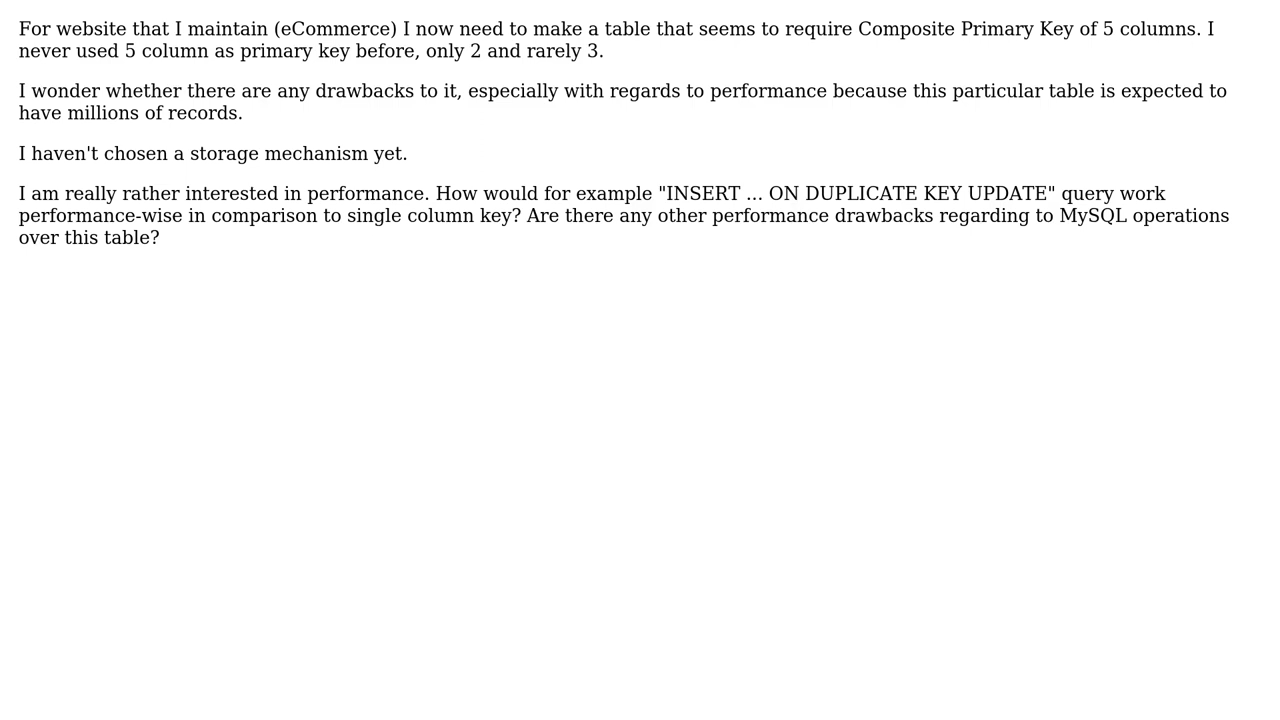 For website that I maintain (eCommerce) I now need to make a table that seems to require Composite Primary Key of 5 columns. I
never used 5 column as primary key before, only 2 and rarely 3.
I wonder whether there are any drawbacks to it, especially with regards to performance because this particular table is expected to
have millions of records.
I haven't chosen a storage mechanism yet.
I am really rather interested in performance. How would for example "INSERT ... ON DUPLICATE KEY UPDATE" query work
performance-wise in comparison to single column key? Are there any other performance drawbacks regarding to MySQL operations
over this table?